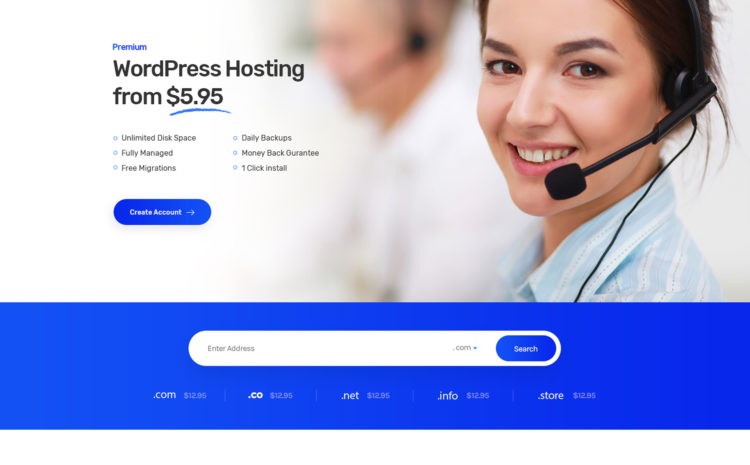 Premium
WordPress Hosting
from $5.95
Unlimited Disk Space
Daily Backups
Fully Managed
Money Back Gurantee
Free Migrations
1 Click install
Create Account
Enter Address
.com
Search
.com $12.95
.co $12.95
.net $12.95
.info $12.95
.store $12.95